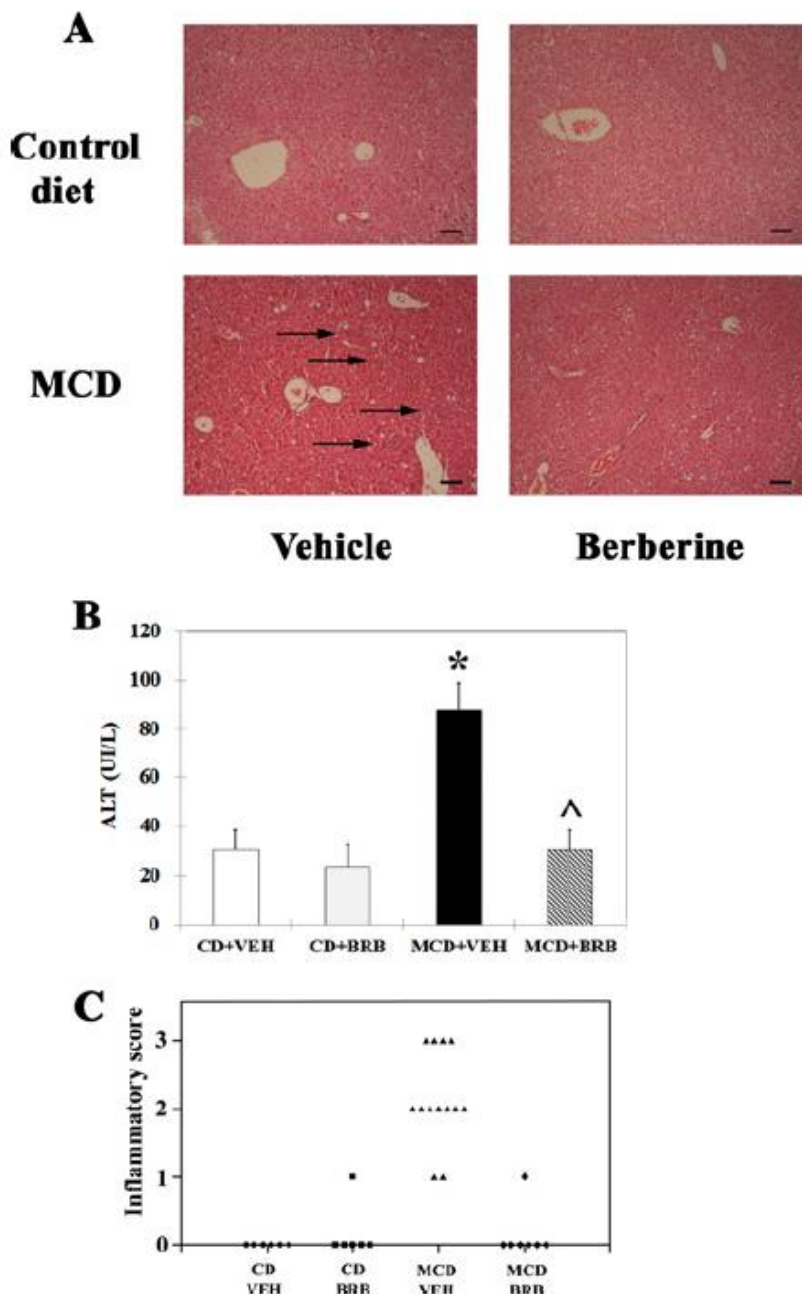 A
Control
diet
MCD
Vehicle Berberine
B
120
100
80
60
40
20
0
ALT (UI/L)
*
^
CD+VEH CD+BRB MCD+VEH MCD+BRB
C
3
2
1
0
Inflammatory score
CD CD MCD MCD
VEH BRB VEH BRB